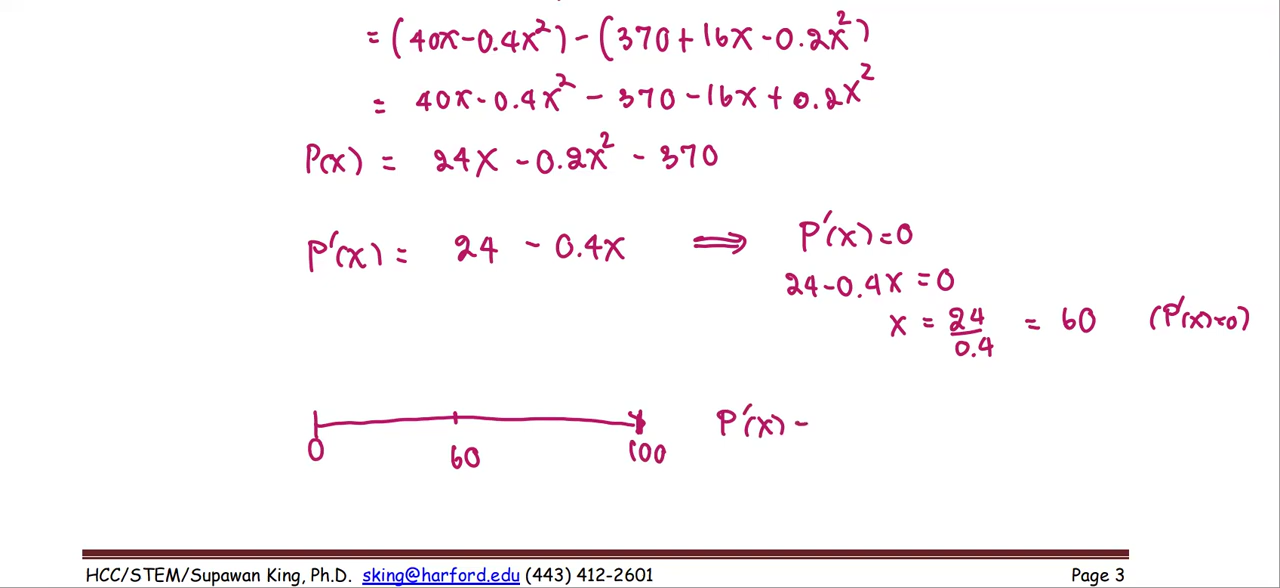 = (40x-0.4x²) - (370+16x-0.2x²)
= 40x-0.4x² - 370 -16x + 0.2x²
P(x) = 24x - 0.2x² - 370
P'(x) = 24 - 0.4x ⟹ P'(x)=0
24-0.4x = 0
x = 24/0.4 = 60 (P'(x)=0)
0 60 100 P'(x) -
HCC/STEM/Supawan King, Ph.D. sking@harford.edu (443) 412-2601 Page 3